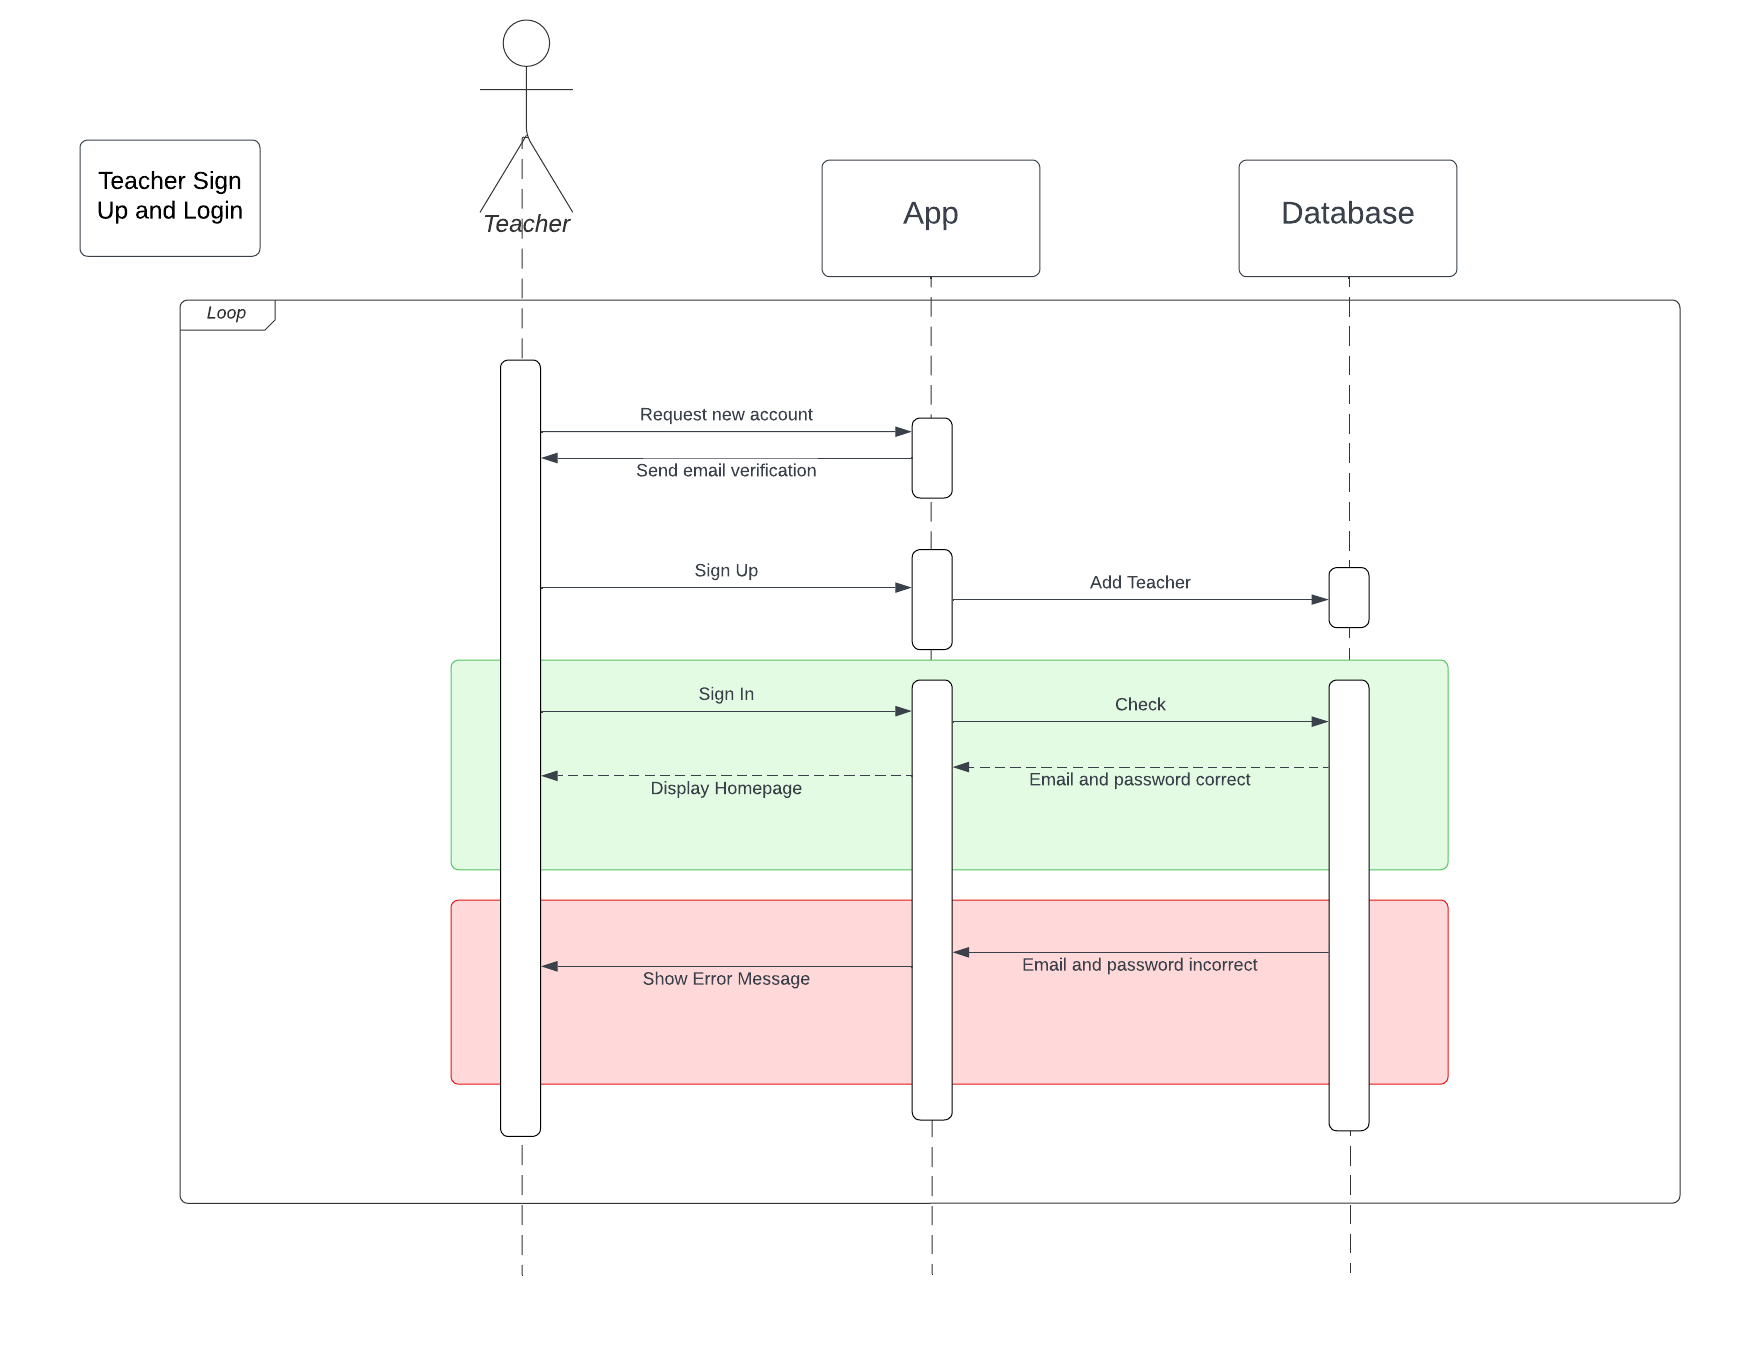 Teacher Sign
Up and Login
Teacher
App
Database
Loop
Request new account
Send email verification
Sign Up
Add Teacher
Sign In
Check
Email and password correct
Display Homepage
Email and password incorrect
Show Error Message